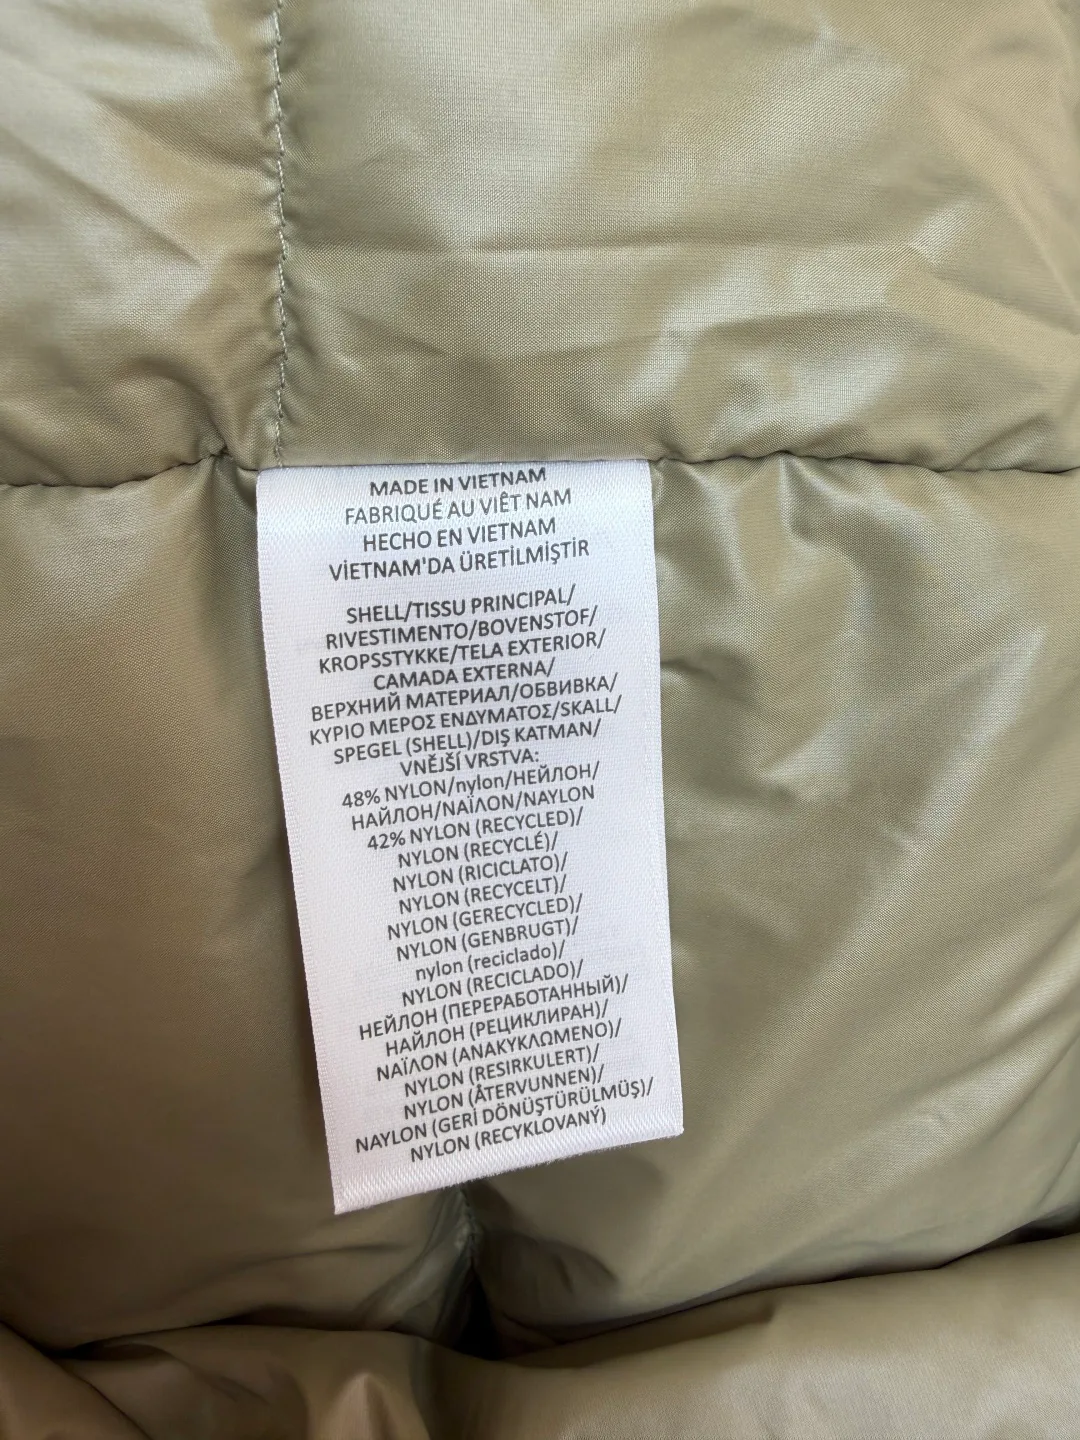 MADE IN VIETNAM
FABRIQUÉ AU VIÊT NAM
HECHO EN VIETNAM
VİETNAM'DA ÜRETİLMİŞTİR
SHELL/TISSU PRINCIPAL/
RIVESTIMENTO/BOVENSTOF/
KROPSSTYKKE/TELA EXTERIOR/
CAMADA EXTERNA/
ВЕРХНИЙ МАТЕРИАЛ/ОБВИВКА/
ΚΥΡΙΟ ΜΕΡΟΣ ΕΝΔΥΜΑΤΟΣ/SKALL/
SPEGEL (SHELL)/DIŞ KATMAN/
VNĚJŠÍ VRSTVA:
48% NYLON/nylon/НЕЙЛОН/
НАЙЛОН/ΝΑΪΛΟΝ/NAYLON
42% NYLON (RECYCLED)/
NYLON (RECYCLÉ)/
NYLON (RICICLATO)/
NYLON (RECYCELT)/
NYLON (GERECYCLED)/
NYLON (GENBRUGT)/
nylon (reciclado)/
NYLON (RECICLADO)/
НЕЙЛОН (ПЕРЕРАБОТАННЫЙ)/
НАЙЛОН (РЕЦИКЛИРАН)/
ΝΑΪΛΟΝ (ΑΝΑΚΥΚΛΩΜΕΝΟ)/
NYLON (RESIRKULERT)/
NYLON (ÅTERVUNNEN)/
NAYLON (GERİ DÖNÜŞTÜRÜLMÜŞ)/
NYLON (RECYKLOVANÝ)